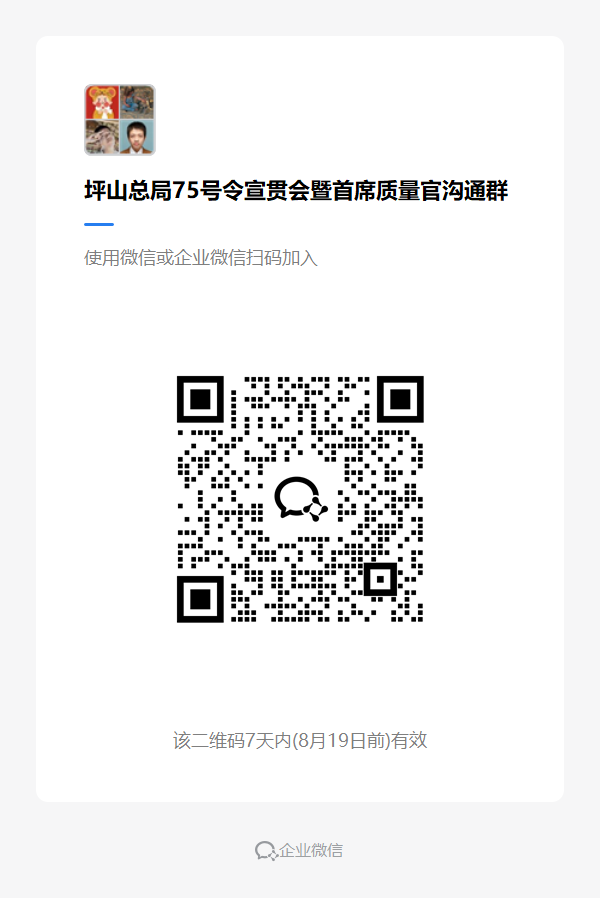 坪山总局75号令宣贯会暨首席质量官沟通群
使用微信或企业微信扫码加入
该二维码7天内(8月19日前)有效
企业微信